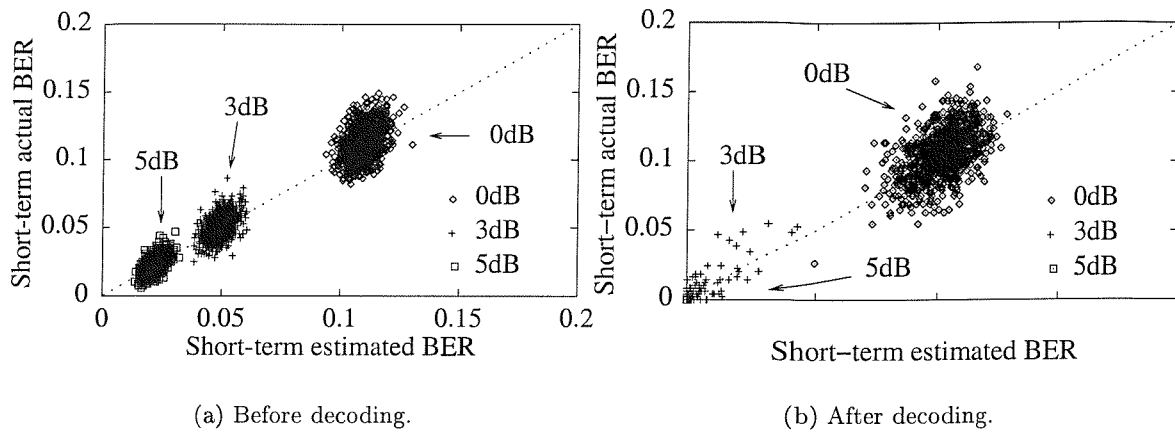 Short-term actual BER
0.2
0.15
0.1
0.05
0
0
0.05
0.1
0.15
0.2
5dB
3dB
0dB
0dB
3dB
5dB
Short-term estimated BER
(a) Before decoding.
Short-term actual BER
0.2
0.15
0.1
0.05
0
0dB
3dB
5dB
0dB
3dB
5dB
Short-term estimated BER
(b) After decoding.